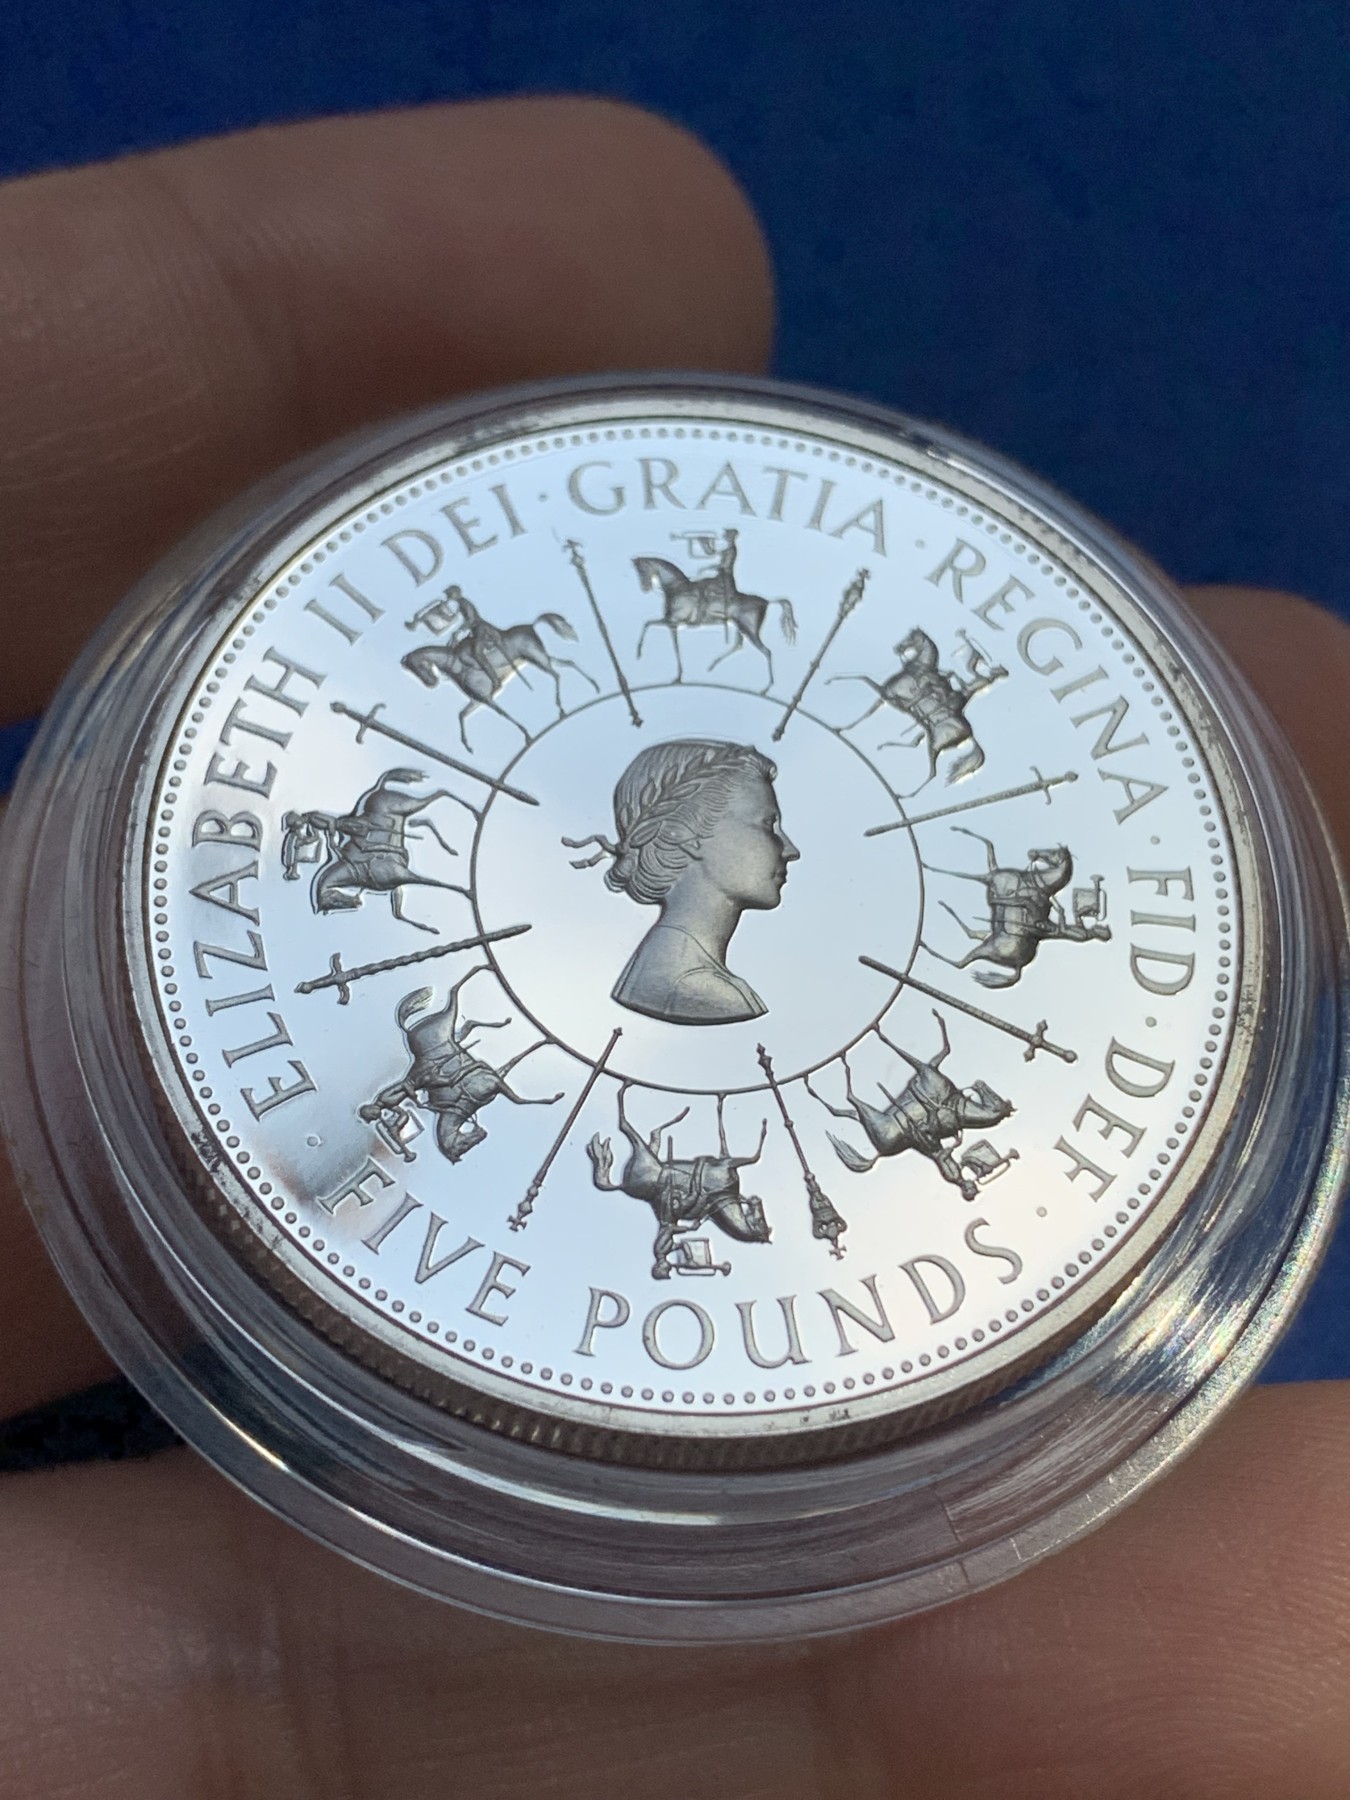 · ELIZABETH II DEI · GRATIA · REGINA · FID · DEF ·
FIVE POUNDS